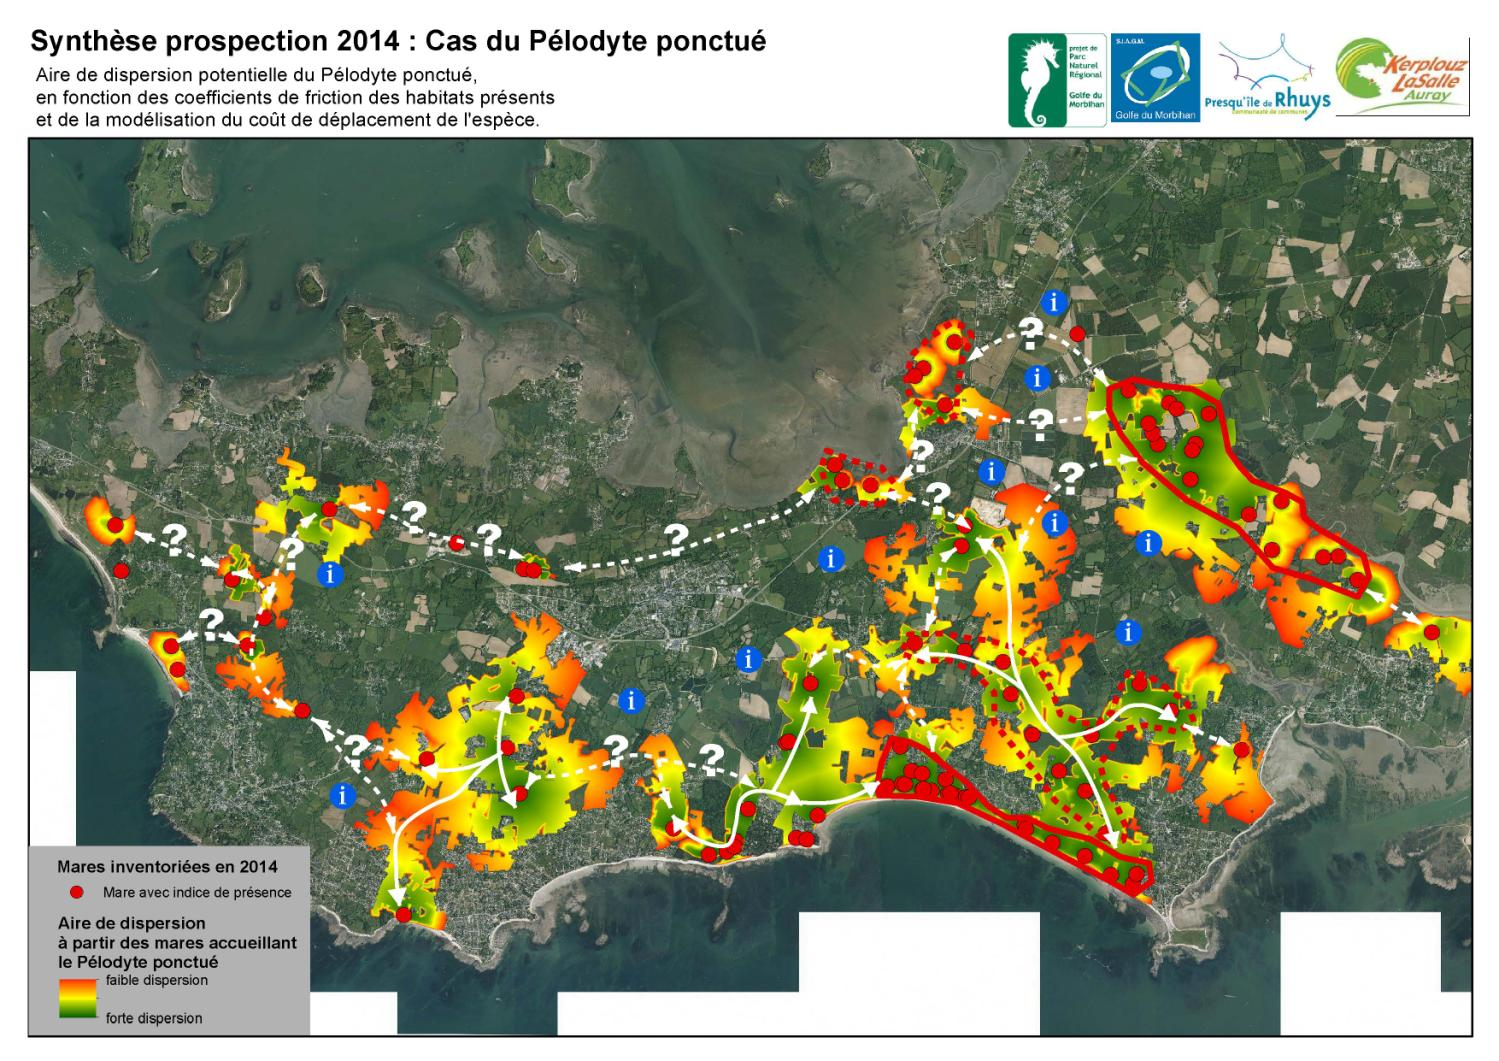 Synthèse prospection 2014 : Cas du Pélodyte ponctué
Aire de dispersion potentielle du Pélodyte ponctué,
en fonction des coefficients de friction des habitats présents
et de la modélisation du coût de déplacement de l'espèce.
projet de
Parc
Naturel
Régional
Golfe du
Morbihan
S.I.A.G.M.
Golfe du Morbihan
Presqu'île de Rhuys
communauté de communes
Kerplouz
LaSalle
Auray
i
?
i
?
?
i
?
?
?
?
?
i
?
?
i
i
i
?
i
?
i
i
?
?
?
i
Mares inventoriées en 2014
Mare avec indice de présence
Aire de dispersion
à partir des mares accueillant
le Pélodyte ponctué
faible dispersion
forte dispersion